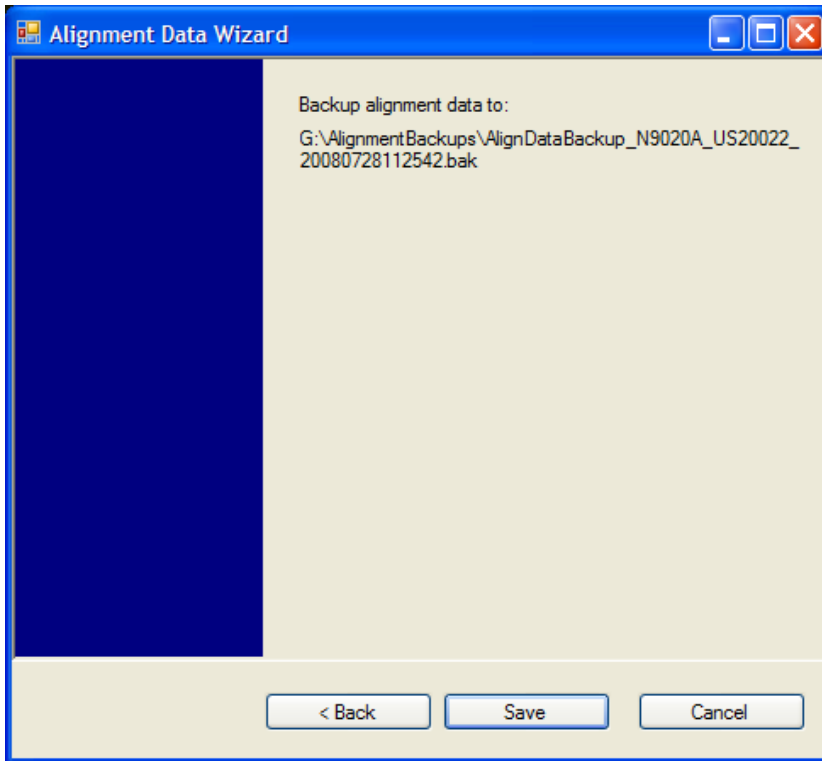 Alignment Data Wizard
Backup alignment data to:
G:\AlignmentBackups\AlignDataBackup_N9020A_US20022_
20080728112542.bak
< Back
Save
Cancel